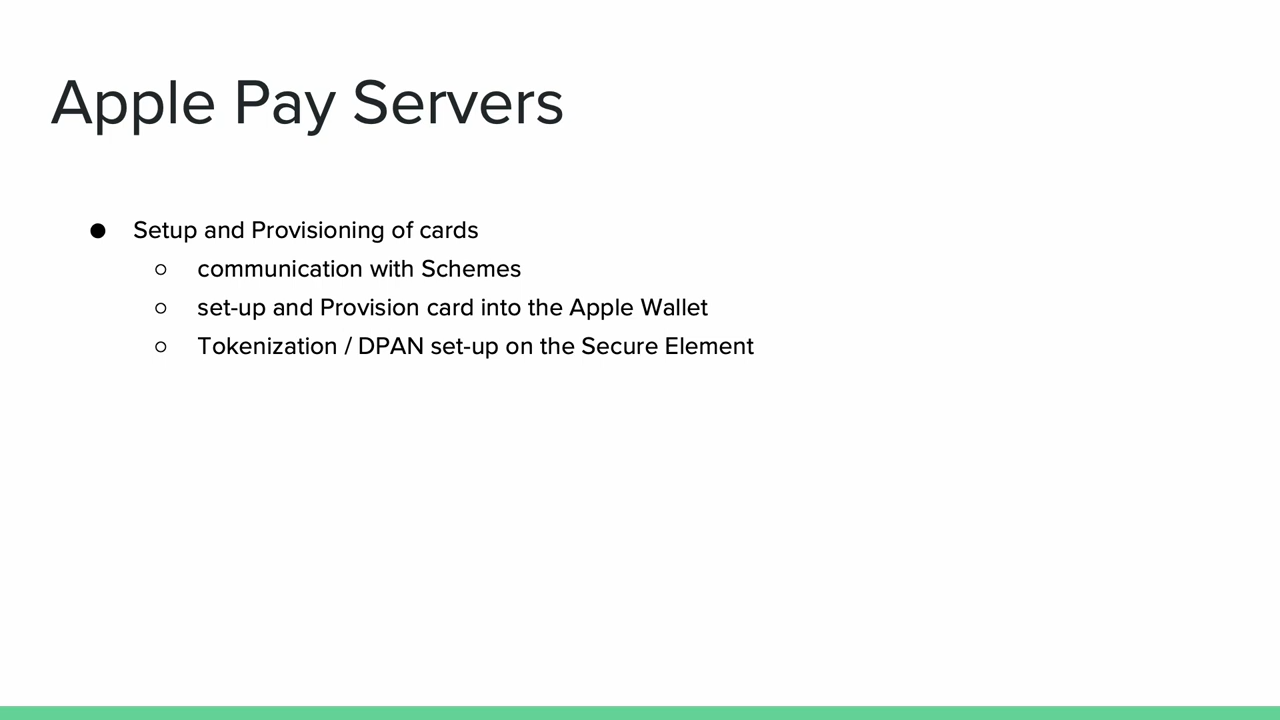 Apple Pay Servers
● Setup and Provisioning of cards
○ communication with Schemes
○ set-up and Provision card into the Apple Wallet
○ Tokenization / DPAN set-up on the Secure Element